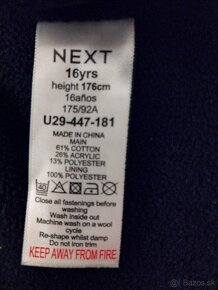 NEXT
16yrs
height 176cm
16años
175/92A
U29-447-181
MADE IN CHINA
MAIN
61% COTTON
26% ACRYLIC
13% POLYESTER
LINING
100% POLYESTER
40
Close all fastenings before
washing
Wash inside out
Machine wash on a wool
cycle
Re-shape whilst damp
Do not iron trim
KEEP AWAY FROM FIRE
Bazar.sk